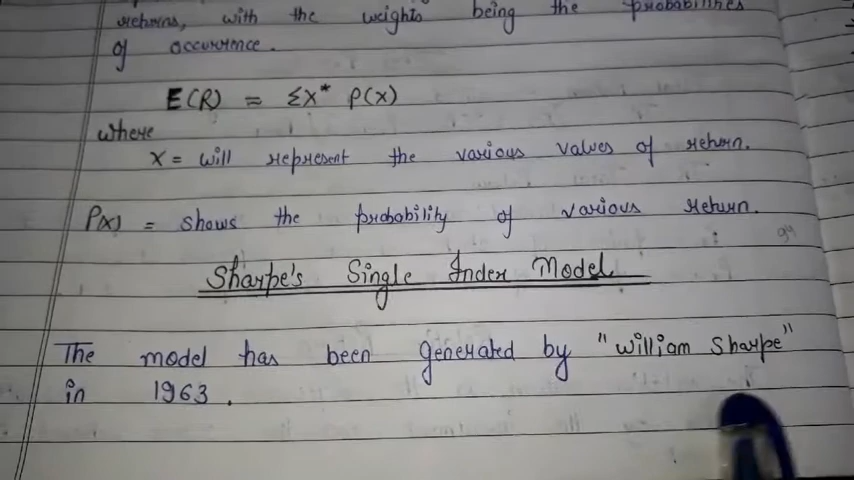 returns, with the weights being the probabilities
of occurrence.
E(R) = ΣX* P(X)
where
X = will represent the various values of return.
P(X) = shows the probability of various return.
Sharpe's Single Index Model
The model has been generated by "William Sharpe"
in 1963.